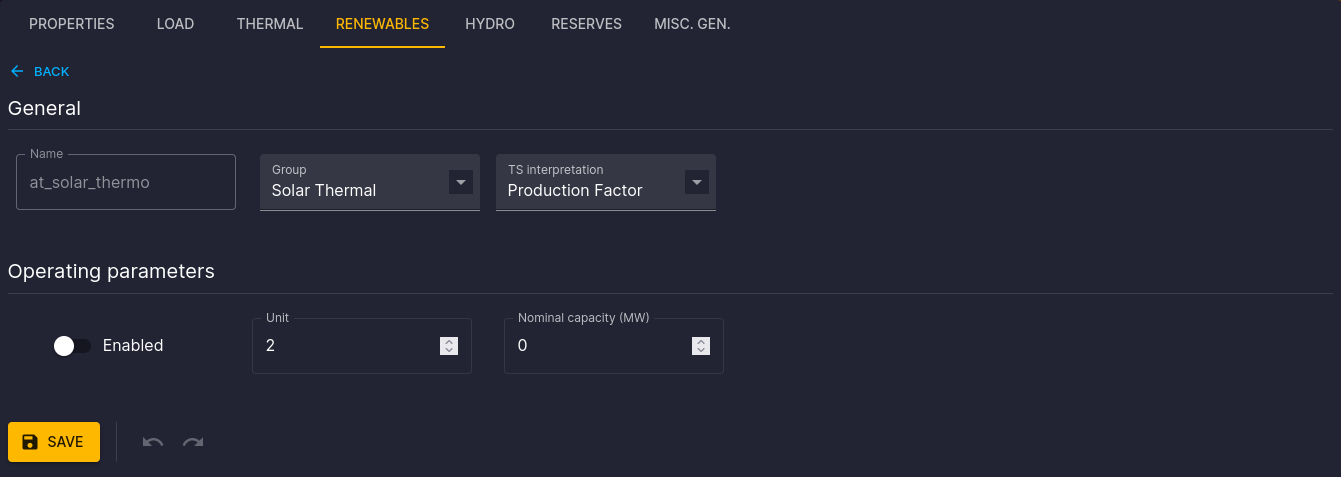 PROPERTIES LOAD THERMAL RENEWABLES HYDRO RESERVES MISC. GEN.
BACK
General
Name
at_solar_thermo
Group
Solar Thermal
TS interpretation
Production Factor
Operating parameters
Enabled
Unit
2
Nominal capacity (MW)
0
SAVE